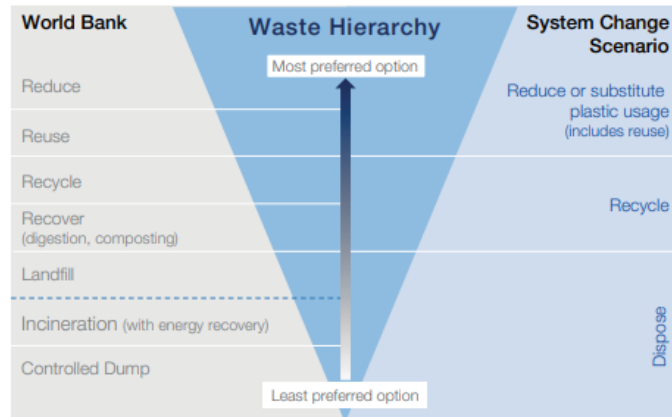 World Bank
Waste Hierarchy
System Change
Scenario
Most preferred option
Reduce
Reuse
Recycle
Recover
(digestion, composting)
Landfill
Incineration (with energy recovery)
Controlled Dump
Least preferred option
Reduce or substitute
plastic usage
(includes reuse)
Recycle
Dispose